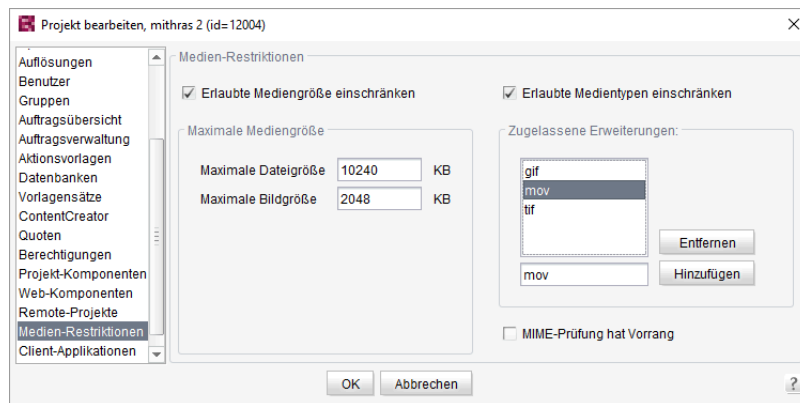 Projekt bearbeiten, mithras 2 (id=12004)
Auflösungen
Benutzer
Gruppen
Auftragsübersicht
Auftragsverwaltung
Aktionsvorlagen
Datenbanken
Vorlagensätze
ContentCreator
Quoten
Berechtigungen
Projekt-Komponenten
Web-Komponenten
Remote-Projekte
Medien-Restriktionen
Client-Applikationen
Medien-Restriktionen
Erlaubte Mediengröße einschränken
Maximale Mediengröße
Maximale Dateigröße 10240 KB
Maximale Bildgröße 2048 KB
Erlaubte Medientypen einschränken
Zugelassene Erweiterungen:
gif
mov
tif
Entfernen
mov Hinzufügen
MIME-Prüfung hat Vorrang
OK Abbrechen ?